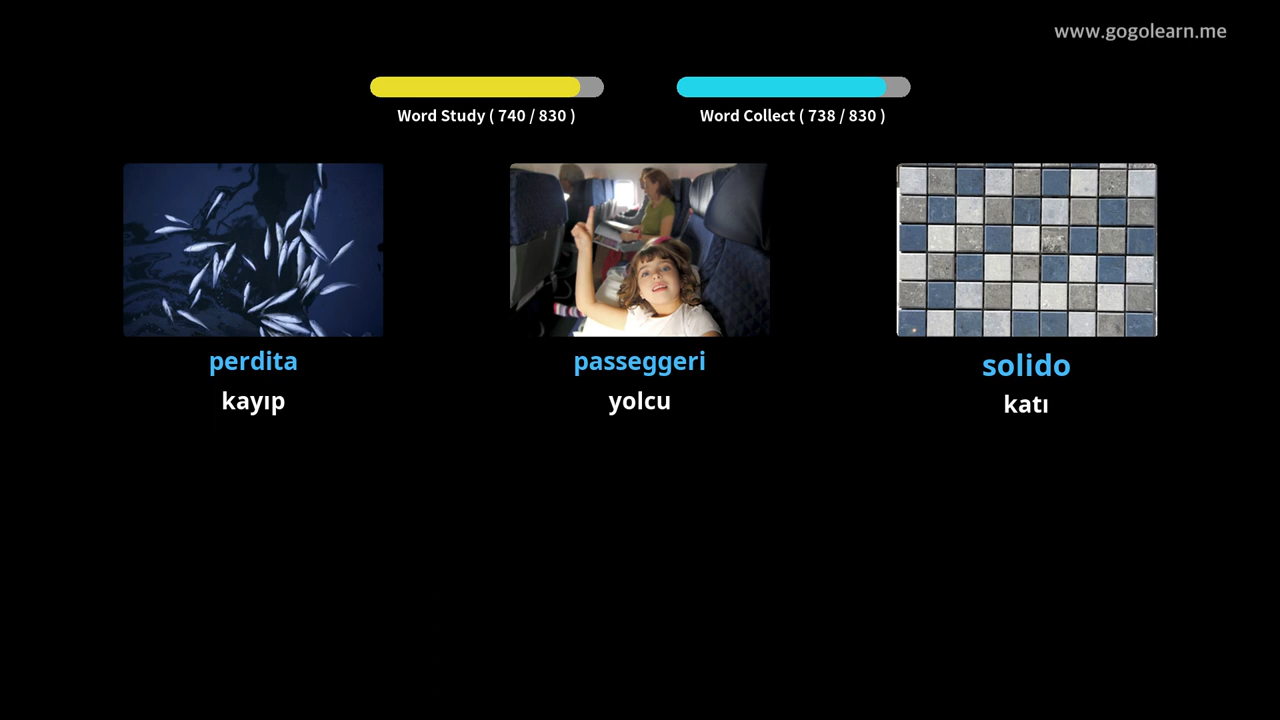 www.gogolearn.me
Word Study ( 740 / 830 )
Word Collect ( 738 / 830 )
perdita
kayıp
passeggeri
yolcu
solido
katı